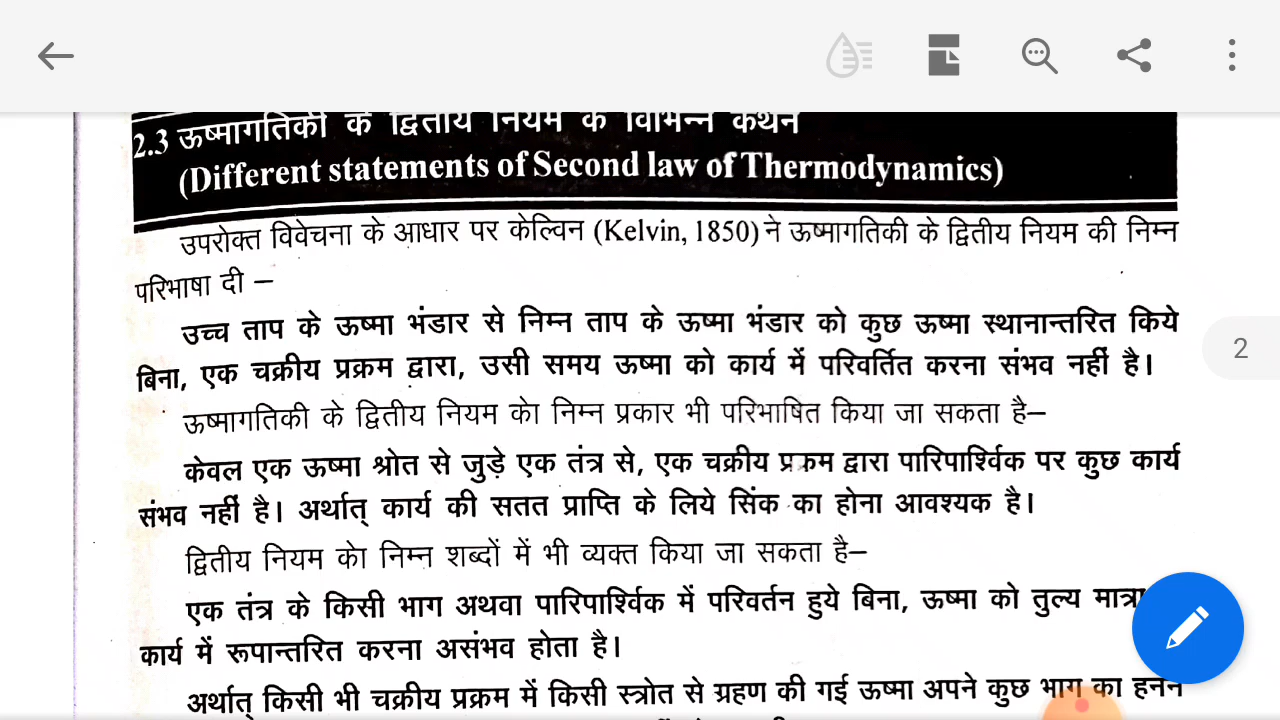 2.3 ऊष्मागतिकी के द्वितीय नियम के विभिन्न कथन
(Different statements of Second law of Thermodynamics)
उपरोक्त विवेचना के आधार पर केल्विन (Kelvin, 1850) ने ऊष्मागतिकी के द्वितीय नियम की निम्न
परिभाषा दी –
उच्च ताप के ऊष्मा भंडार से निम्न ताप के ऊष्मा भंडार को कुछ ऊष्मा स्थानान्तरित किये
बिना, एक चक्रीय प्रक्रम द्वारा, उसी समय ऊष्मा को कार्य में परिवर्तित करना संभव नहीं है।
2
ऊष्मागतिकी के द्वितीय नियम को निम्न प्रकार भी परिभाषित किया जा सकता है–
केवल एक ऊष्मा श्रोत से जुड़े एक तंत्र से, एक चक्रीय प्रक्रम द्वारा पारिपार्श्विक पर कुछ कार्य
संभव नहीं है। अर्थात् कार्य की सतत प्राप्ति के लिये सिंक का होना आवश्यक है।
द्वितीय नियम को निम्न शब्दों में भी व्यक्त किया जा सकता है–
एक तंत्र के किसी भाग अथवा पारिपार्श्विक में परिवर्तन हुये बिना, ऊष्मा को तुल्य मात्रा
कार्य में रूपान्तरित करना असंभव होता है।
अर्थात् किसी भी चक्रीय प्रक्रम में किसी स्त्रोत से ग्रहण की गई ऊष्मा अपने कुछ भाग का हनन